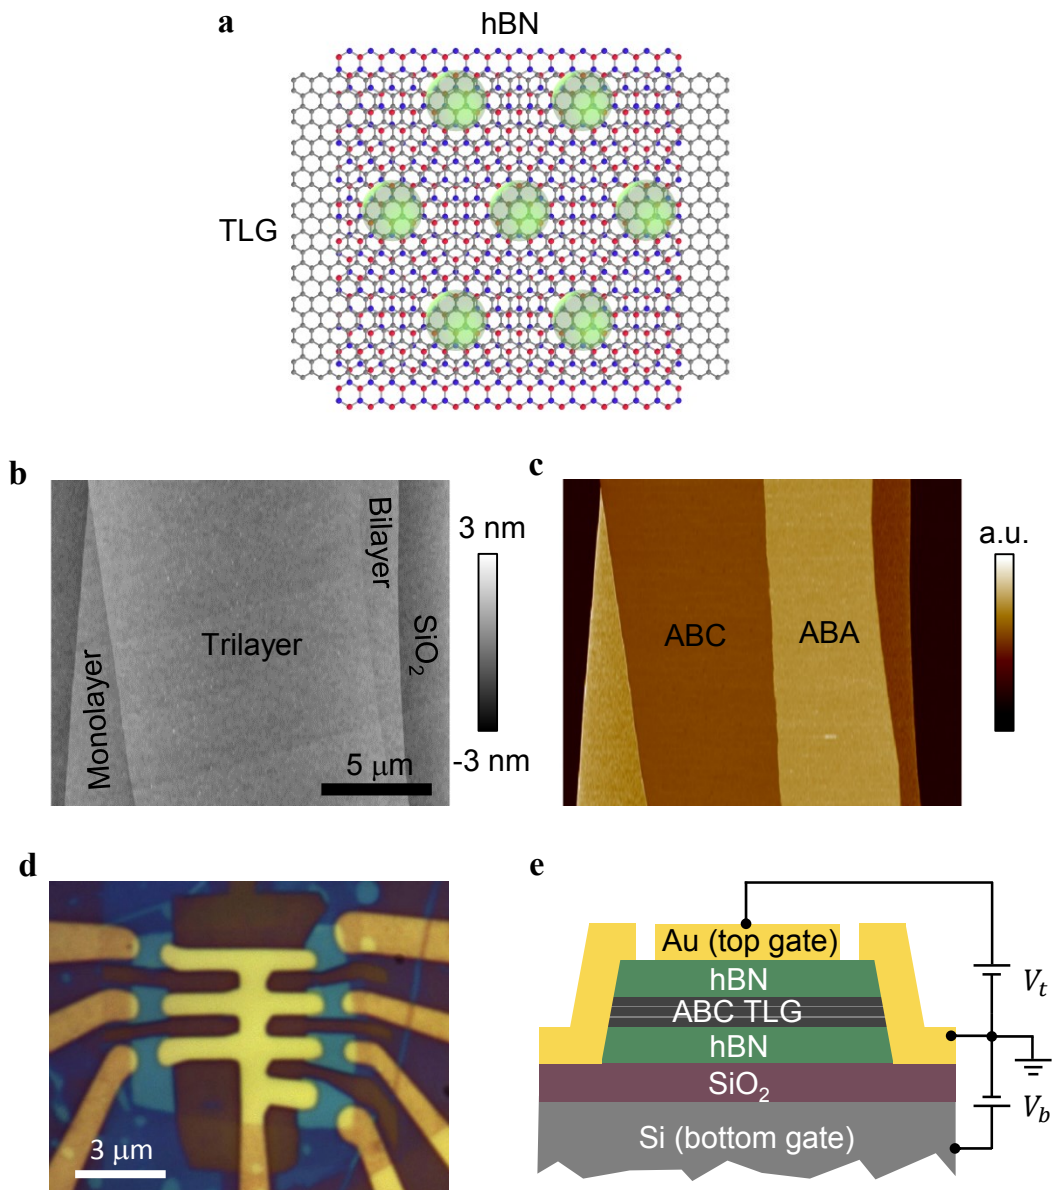 a
hBN
TLG
b
Monolayer
Trilayer
Bilayer
SiO₂
5 μm
3 nm
-3 nm
c
ABC
ABA
a.u.
d
3 μm
e
Au (top gate)
hBN
ABC TLG
hBN
SiO₂
Si (bottom gate)
Vₜ
V_b